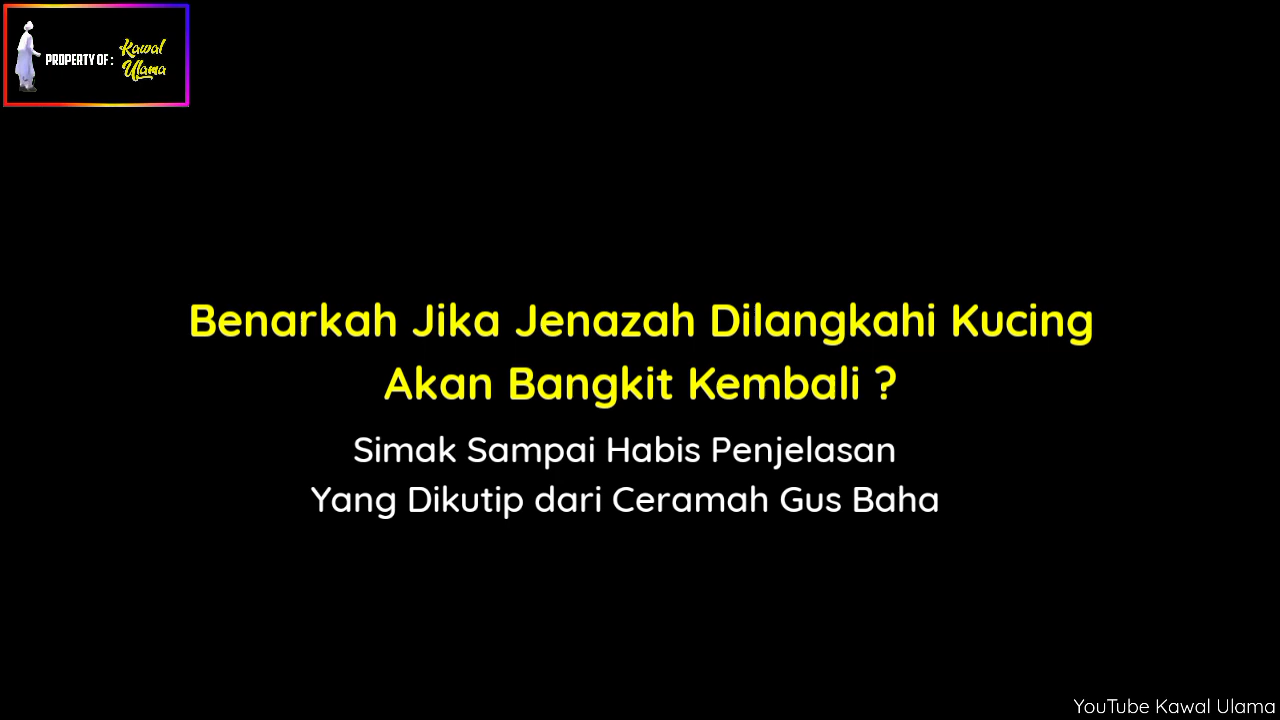 PROPERTY OF : Kawal
Ulama
Benarkah Jika Jenazah Dilangkahi Kucing
Akan Bangkit Kembali ?
Simak Sampai Habis Penjelasan
Yang Dikutip dari Ceramah Gus Baha
YouTube Kawal Ulama